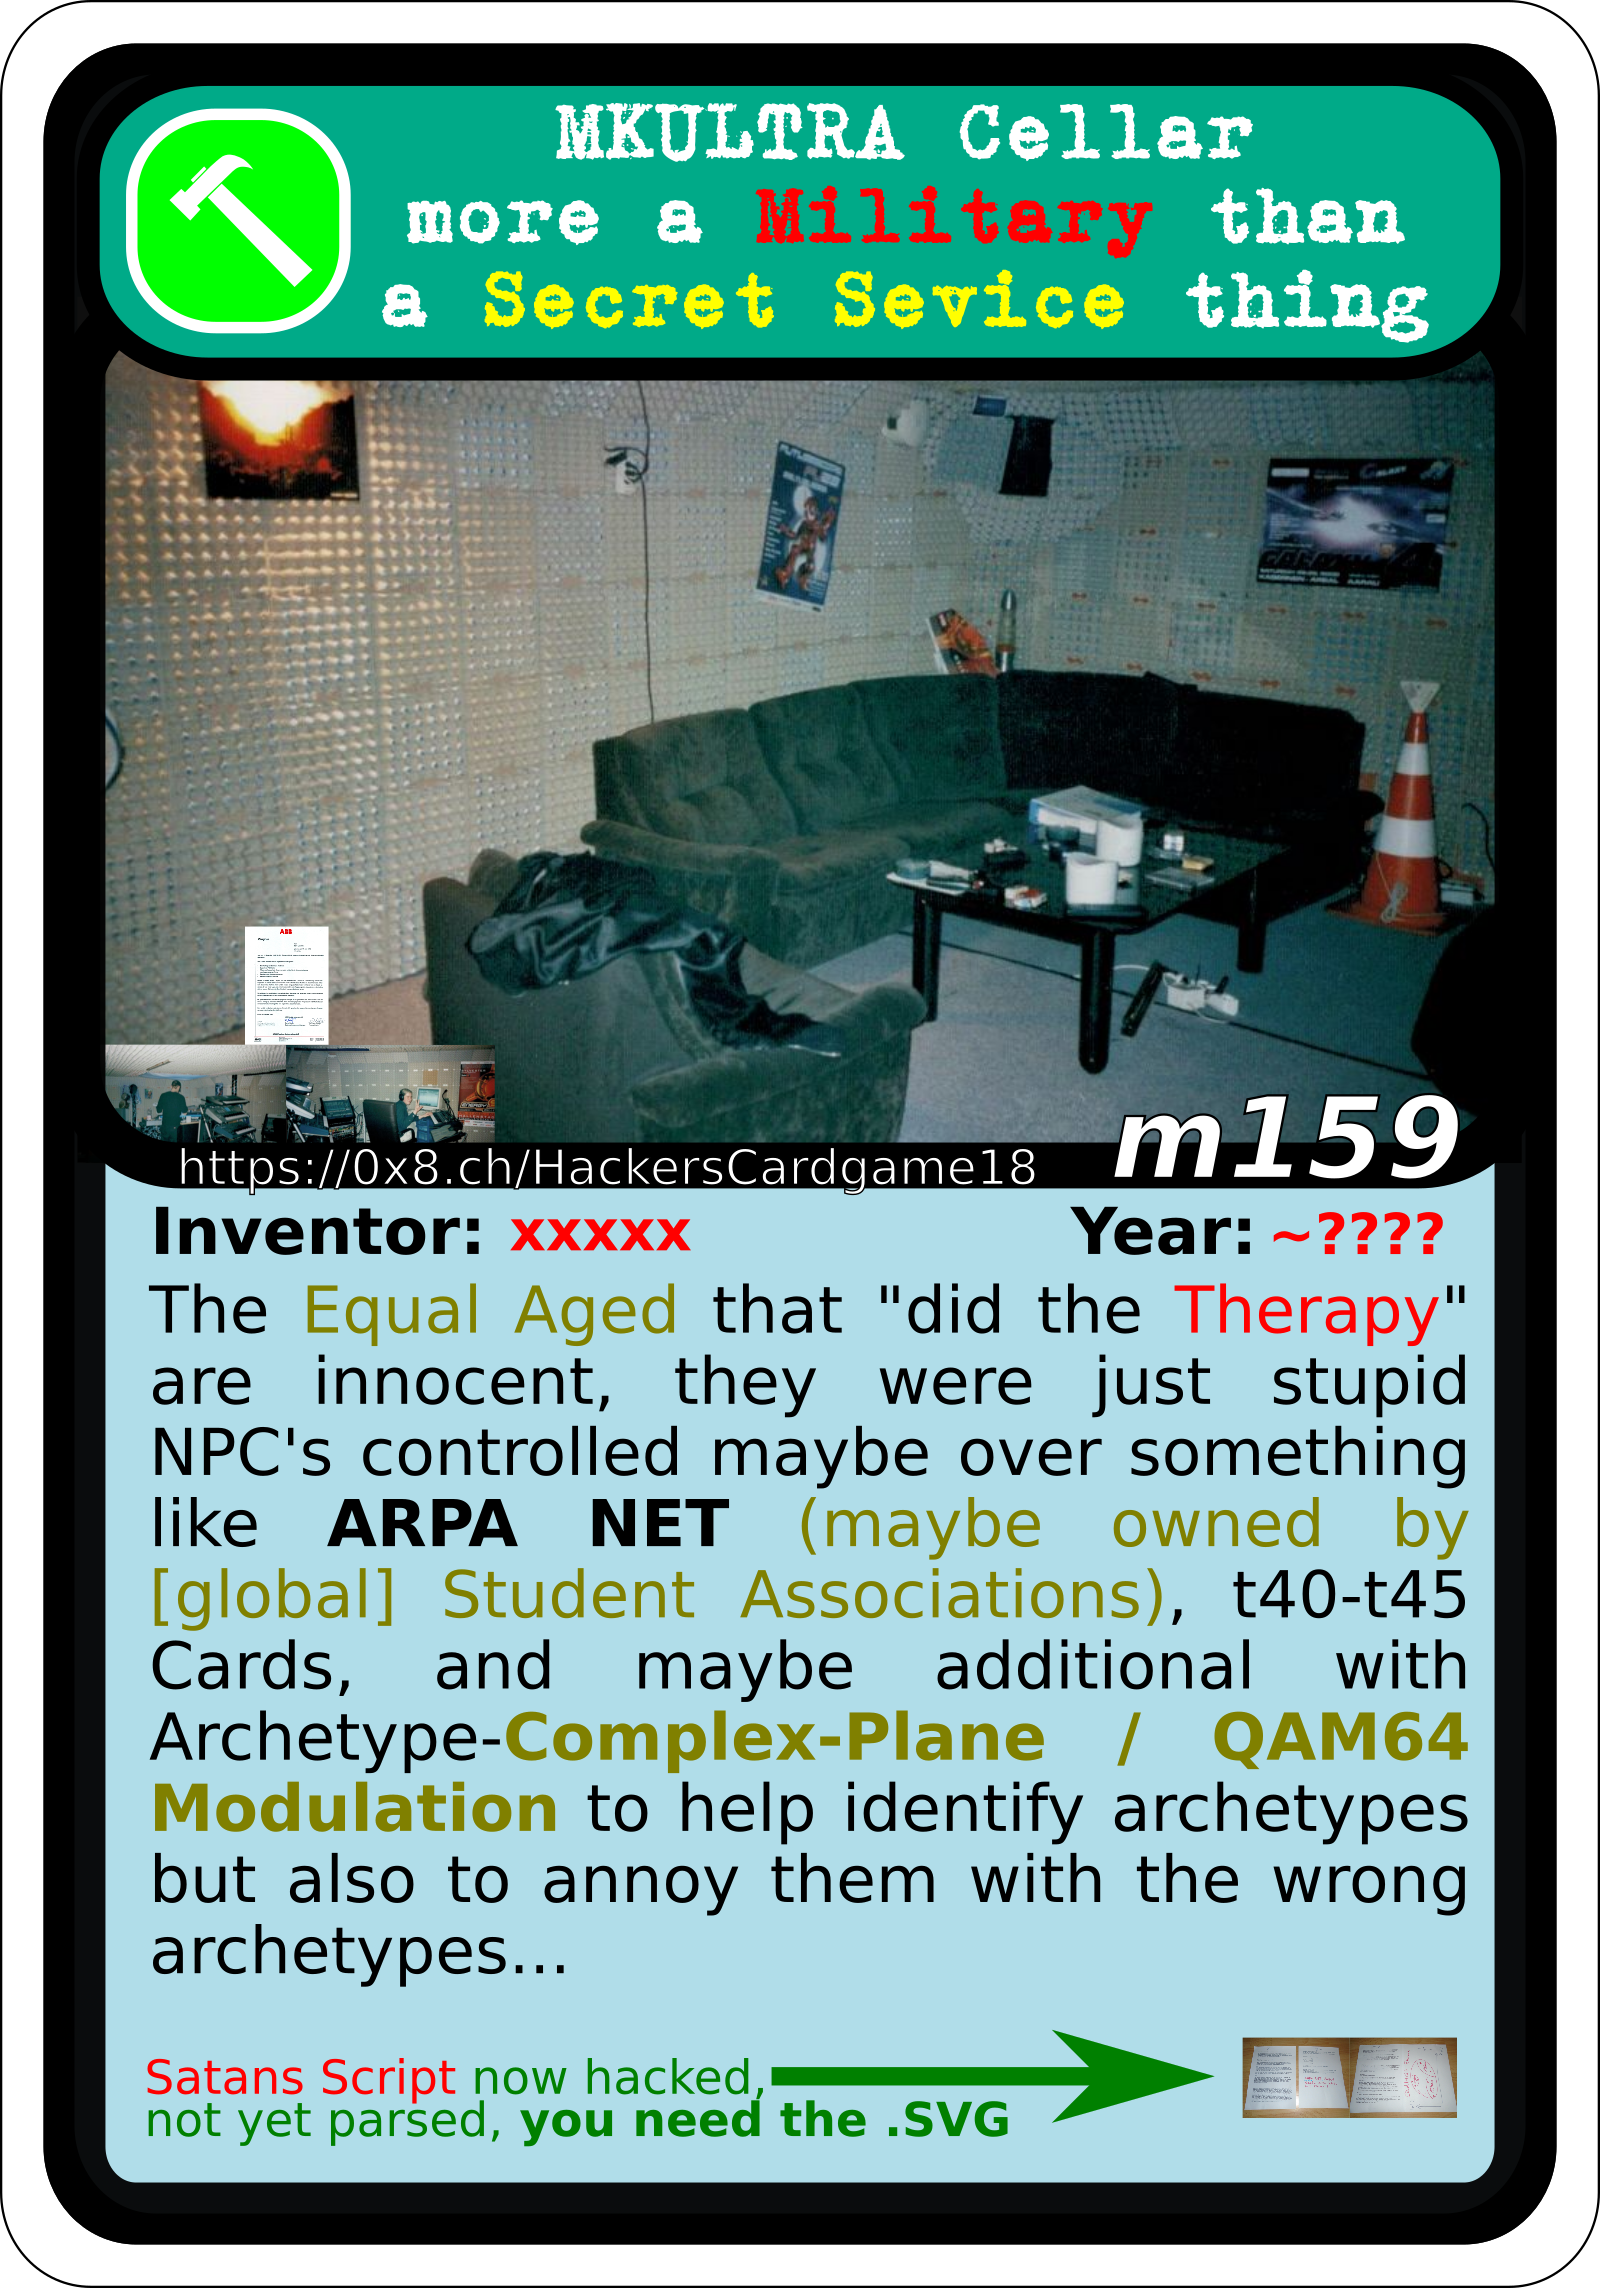 MKULTRA Cellar
more a Military than
a Secret Sevice thing
ABB
https://0x8.ch/HackersCardgame18
m159
Inventor: xxxxx Year: ~????
The Equal Aged that "did the Therapy"
are innocent, they were just stupid
NPC's controlled maybe over something
like ARPA NET (maybe owned by
[global] Student Associations), t40-t45
Cards, and maybe additional with
Archetype-Complex-Plane / QAM64
Modulation to help identify archetypes
but also to annoy them with the wrong
archetypes...
Satans Script now hacked,
not yet parsed, you need the .SVG